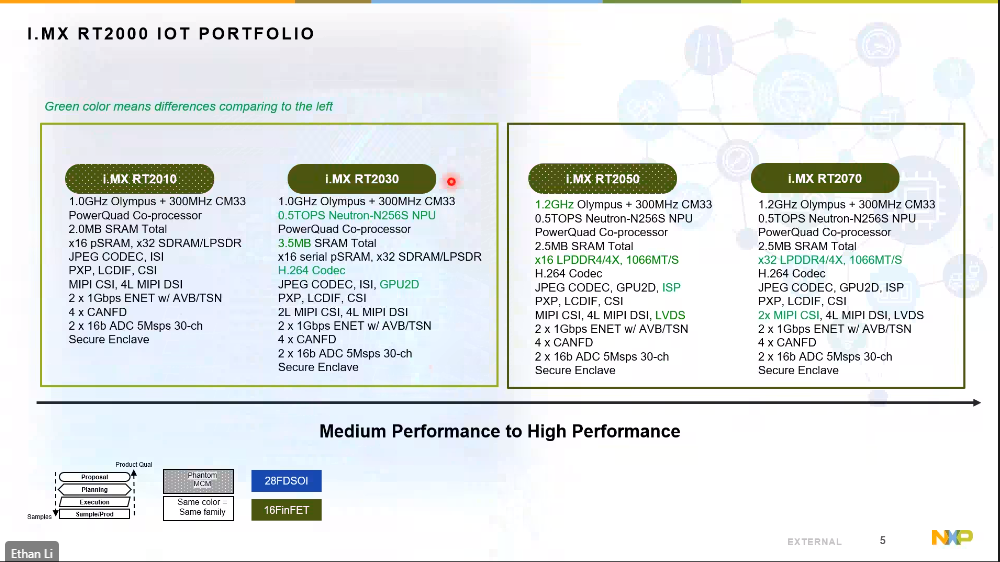 i.MX RT2000 IOT PORTFOLIO
Green color means differences comparing to the left
i.MX RT2010
1.0GHz Olympus + 300MHz CM33
PowerQuad Co-processor
2.0MB SRAM Total
x16 pSRAM, x32 SDRAM/LPSDR
JPEG CODEC, ISI
PXP, LCDIF, CSI
MIPI CSI, 4L MIPI DSI
2 x 1Gbps ENET w/ AVB/TSN
4 x CANFD
2 x 16b ADC 5Msps 30-ch
Secure Enclave
i.MX RT2030
1.0GHz Olympus + 300MHz CM33
0.5TOPS Neutron-N256S NPU
PowerQuad Co-processor
3.5MB SRAM Total
x16 serial pSRAM, x32 SDRAM/LPSDR
H.264 Codec
JPEG CODEC, ISI, GPU2D
PXP, LCDIF, CSI
2L MIPI CSI, 4L MIPI DSI
2 x 1Gbps ENET w/ AVB/TSN
4 x CANFD
2 x 16b ADC 5Msps 30-ch
Secure Enclave
i.MX RT2050
1.2GHz Olympus + 300MHz CM33
0.5TOPS Neutron-N256S NPU
PowerQuad Co-processor
2.5MB SRAM Total
x16 LPDDR4/4X, 1066MT/S
H.264 Codec
JPEG CODEC, GPU2D, ISP
PXP, LCDIF, CSI
MIPI CSI, 4L MIPI DSI, LVDS
2 x 1Gbps ENET w/ AVB/TSN
4 x CANFD
2 x 16b ADC 5Msps 30-ch
Secure Enclave
i.MX RT2070
1.2GHz Olympus + 300MHz CM33
0.5TOPS Neutron-N256S NPU
PowerQuad Co-processor
2.5MB SRAM Total
x32 LPDDR4/4X, 1066MT/S
H.264 Codec
JPEG CODEC, GPU2D, ISP
PXP, LCDIF, CSI
2x MIPI CSI, 4L MIPI DSI, LVDS
2 x 1Gbps ENET w/ AVB/TSN
4 x CANFD
2 x 16b ADC 5Msps 30-ch
Secure Enclave
Medium Performance to High Performance
Product Qual
Proposal
Planning
Execution
Sample/Prod
Samples
Phantom
MCM
Same color =
Same family
28FDSOI
16FinFET
EXTERNAL
5
NXP
Ethan Li